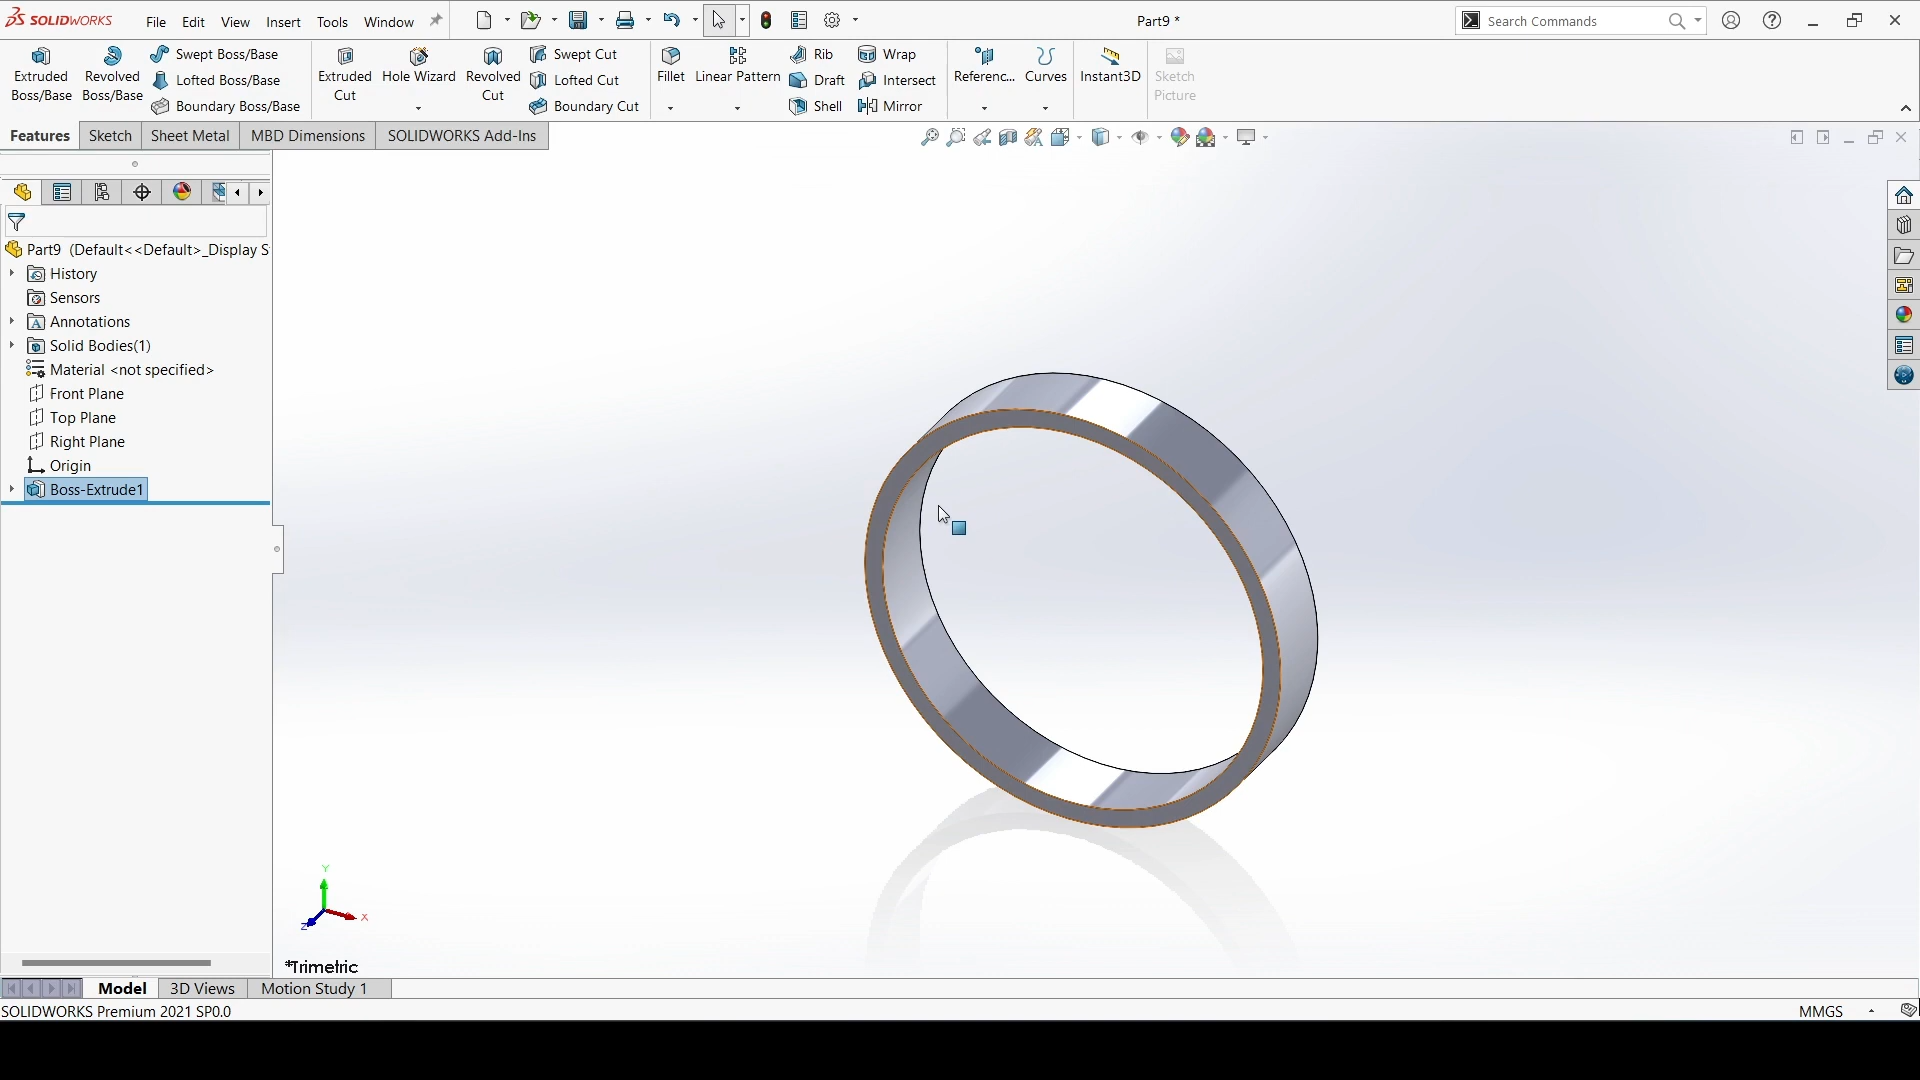 SOLIDWORKS File Edit View Insert Tools Window Part9 * Search Commands
Extruded Boss/Base
Revolved Boss/Base
Swept Boss/Base
Lofted Boss/Base
Boundary Boss/Base
Extruded Cut
Hole Wizard
Revolved Cut
Swept Cut
Lofted Cut
Boundary Cut
Fillet
Linear Pattern
Rib
Draft
Shell
Wrap
Intersect
Mirror
Referenc...
Curves
Instant3D
Sketch Picture
Features Sketch Sheet Metal MBD Dimensions SOLIDWORKS Add-Ins
Part9 (Default<<Default>_Display S
History
Sensors
Annotations
Solid Bodies(1)
Material <not specified>
Front Plane
Top Plane
Right Plane
Origin
Boss-Extrude1
Y
X
Z
*Trimetric
Model 3D Views Motion Study 1
SOLIDWORKS Premium 2021 SP0.0 MMGS